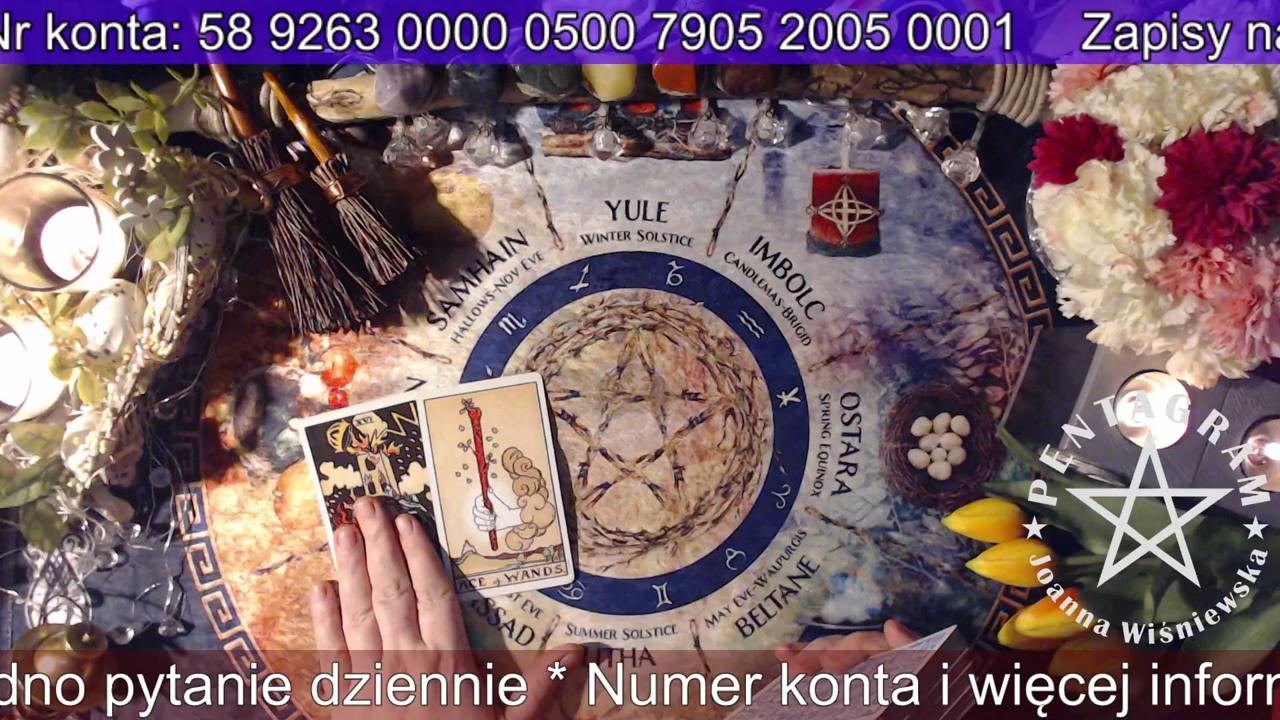 Nr konta: 58 9263 0000 0500 7905 2005 0001 Zapisy na
YULE
WINTER SOLSTICE
SAMHAIN
HALLOWS-NOV EVE
IMBOLC
CANDLEMAS-BRIGID
OSTARA
SPRING EQUINOX
ACE of WANDS
BELTANE
MAY EVE-WALPURGIS
SUMMER SOLSTICE
LITHA
PENTAGRAM
Joanna Wiśniewska
dno pytanie dziennie * Numer konta i więcej inform